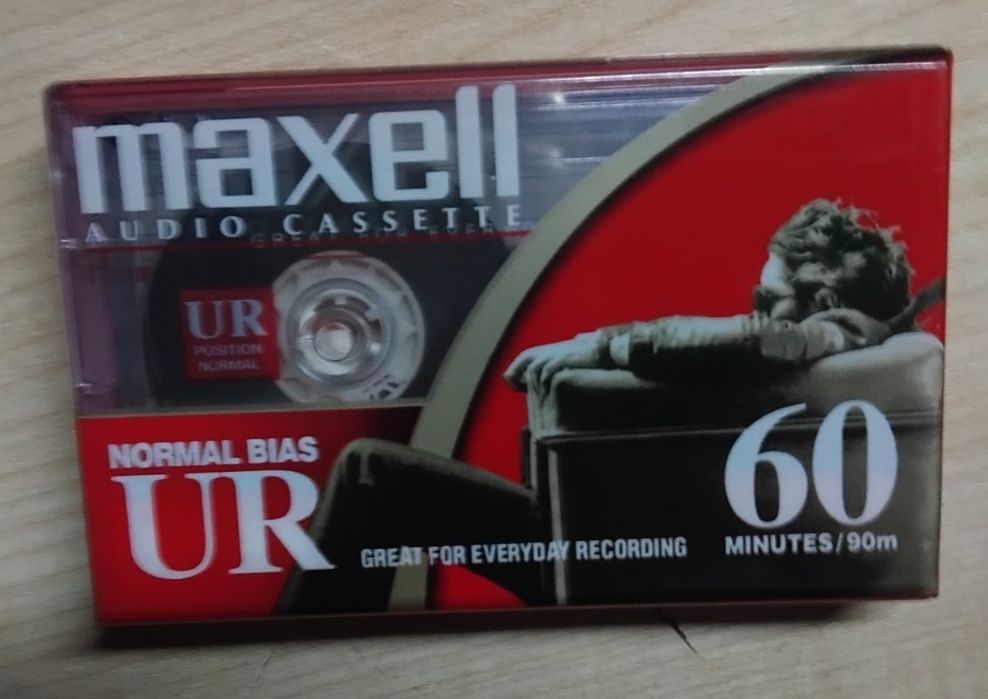 maxell
AUDIO CASSETTE
UR
POSITION
NORMAL
NORMAL BIAS
UR
GREAT FOR EVERYDAY RECORDING
60
MINUTES/90m